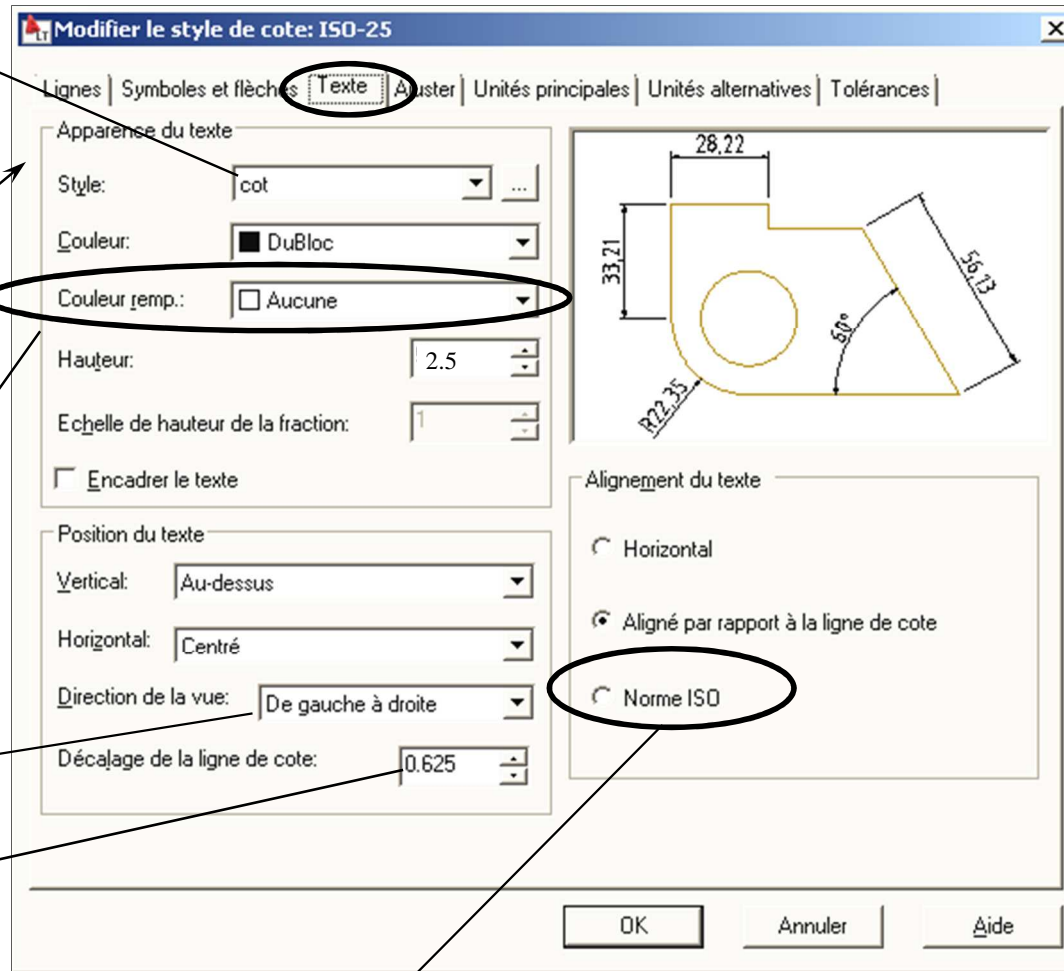 LT Modifier le style de cote: ISO-25
Lignes Symboles et flèches Texte Ajuster Unités principales Unités alternatives Tolérances
Apparence du texte
Style: cot ...
Couleur: DuBloc
Couleur remp.: Aucune
Hauteur: 2.5
Echelle de hauteur de la fraction: 1
Encadrer le texte
28,22
33,21
56,13
60°
R22,35
Position du texte
Vertical: Au-dessus
Horizontal: Centré
Direction de la vue: De gauche à droite
Décalage de la ligne de cote: 0.625
Alignement du texte
Horizontal
Aligné par rapport à la ligne de cote
Norme ISO
OK Annuler Aide